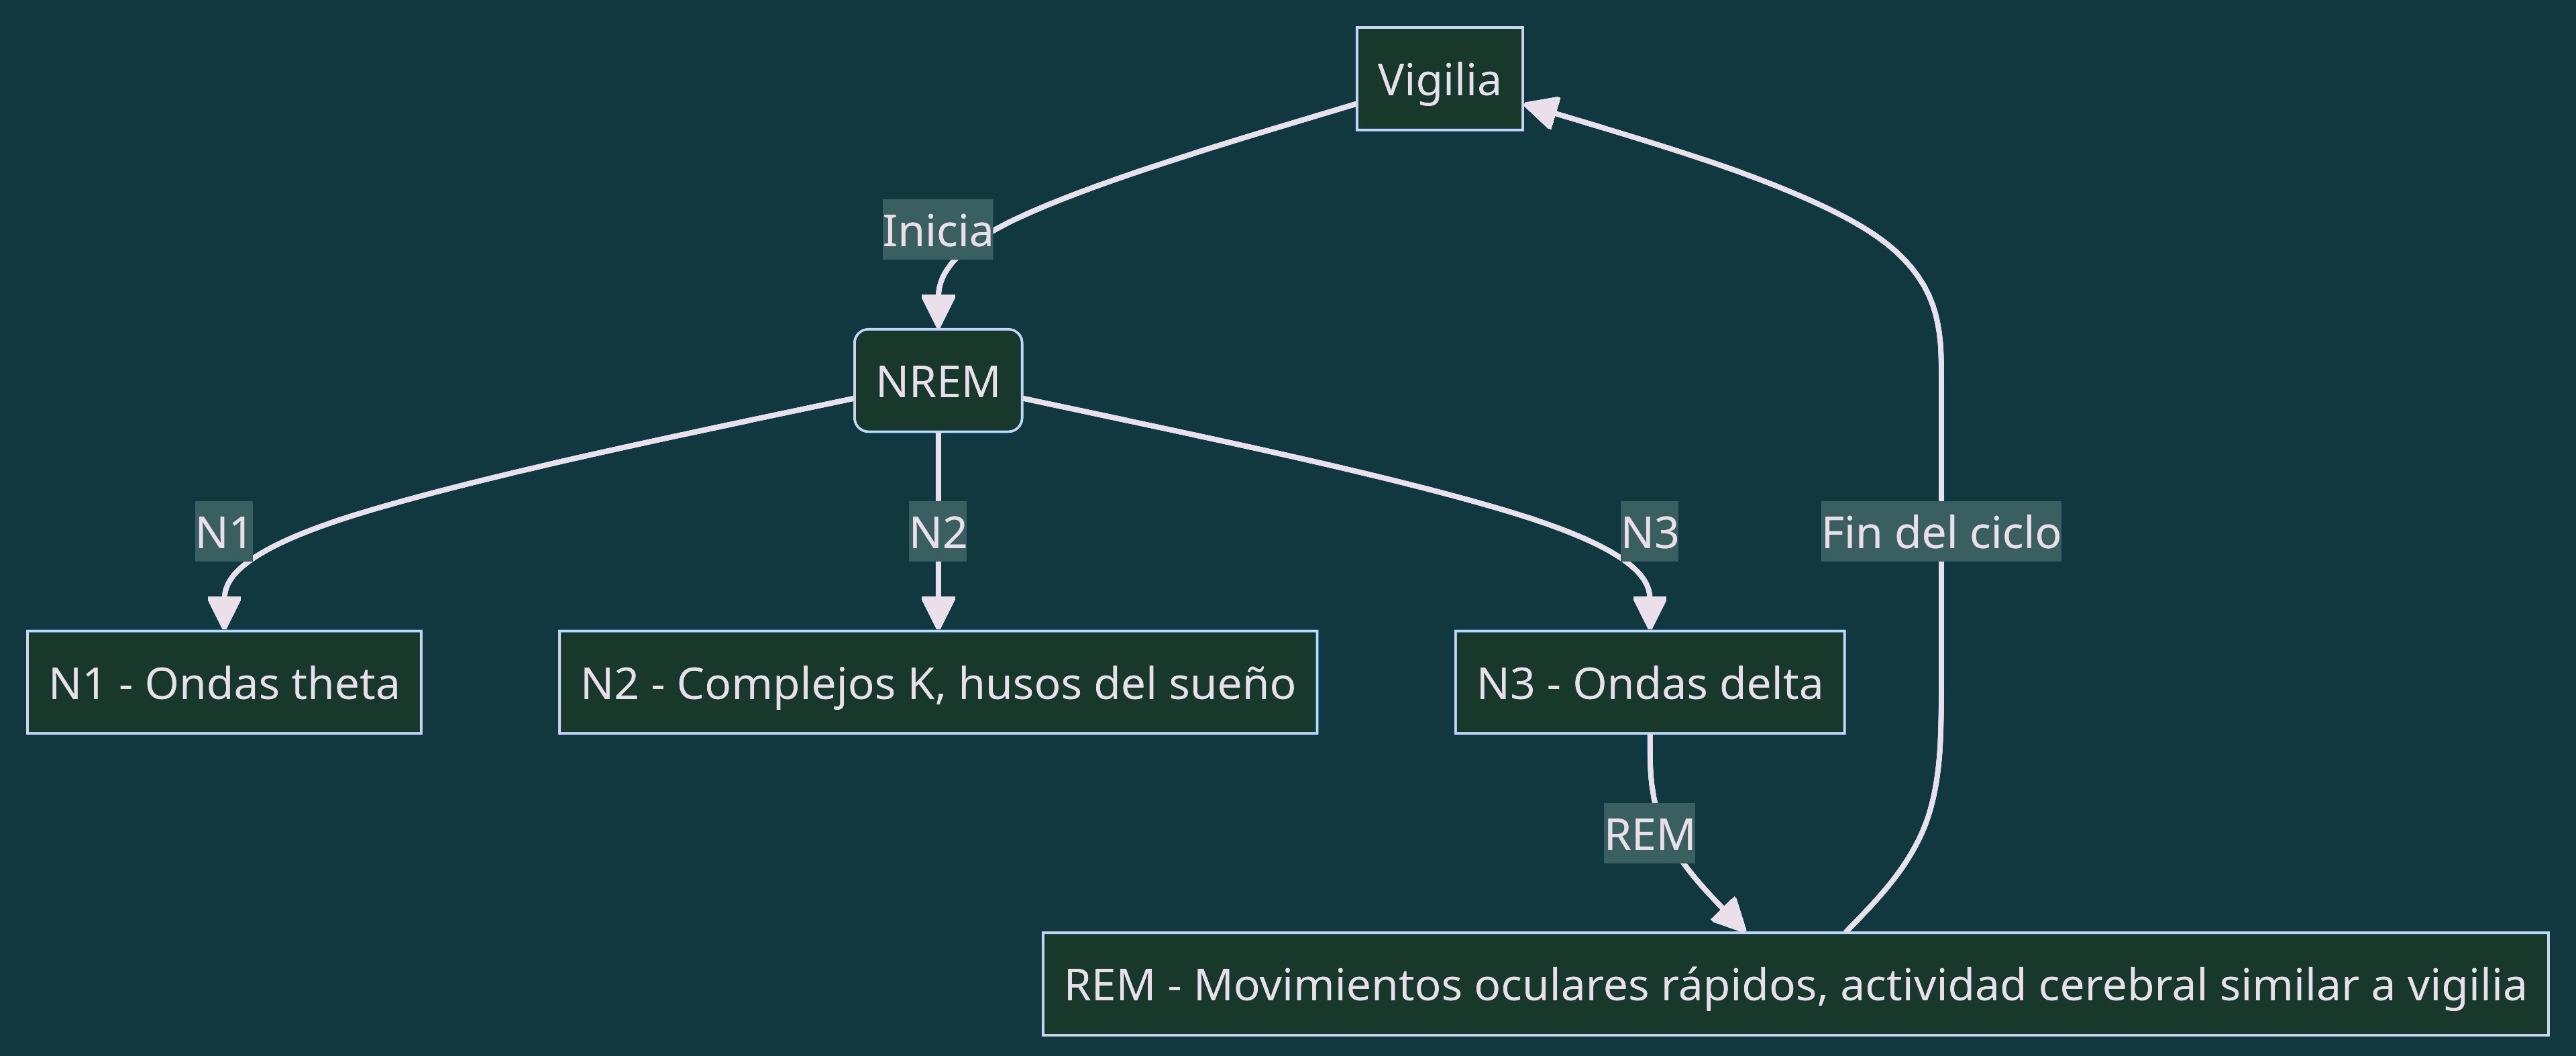 Vigilia
Inicia
NREM
N1
N2
N3
Fin del ciclo
N1 - Ondas theta
N2 - Complejos K, husos del sueño
N3 - Ondas delta
REM
REM - Movimientos oculares rápidos, actividad cerebral similar a vigilia